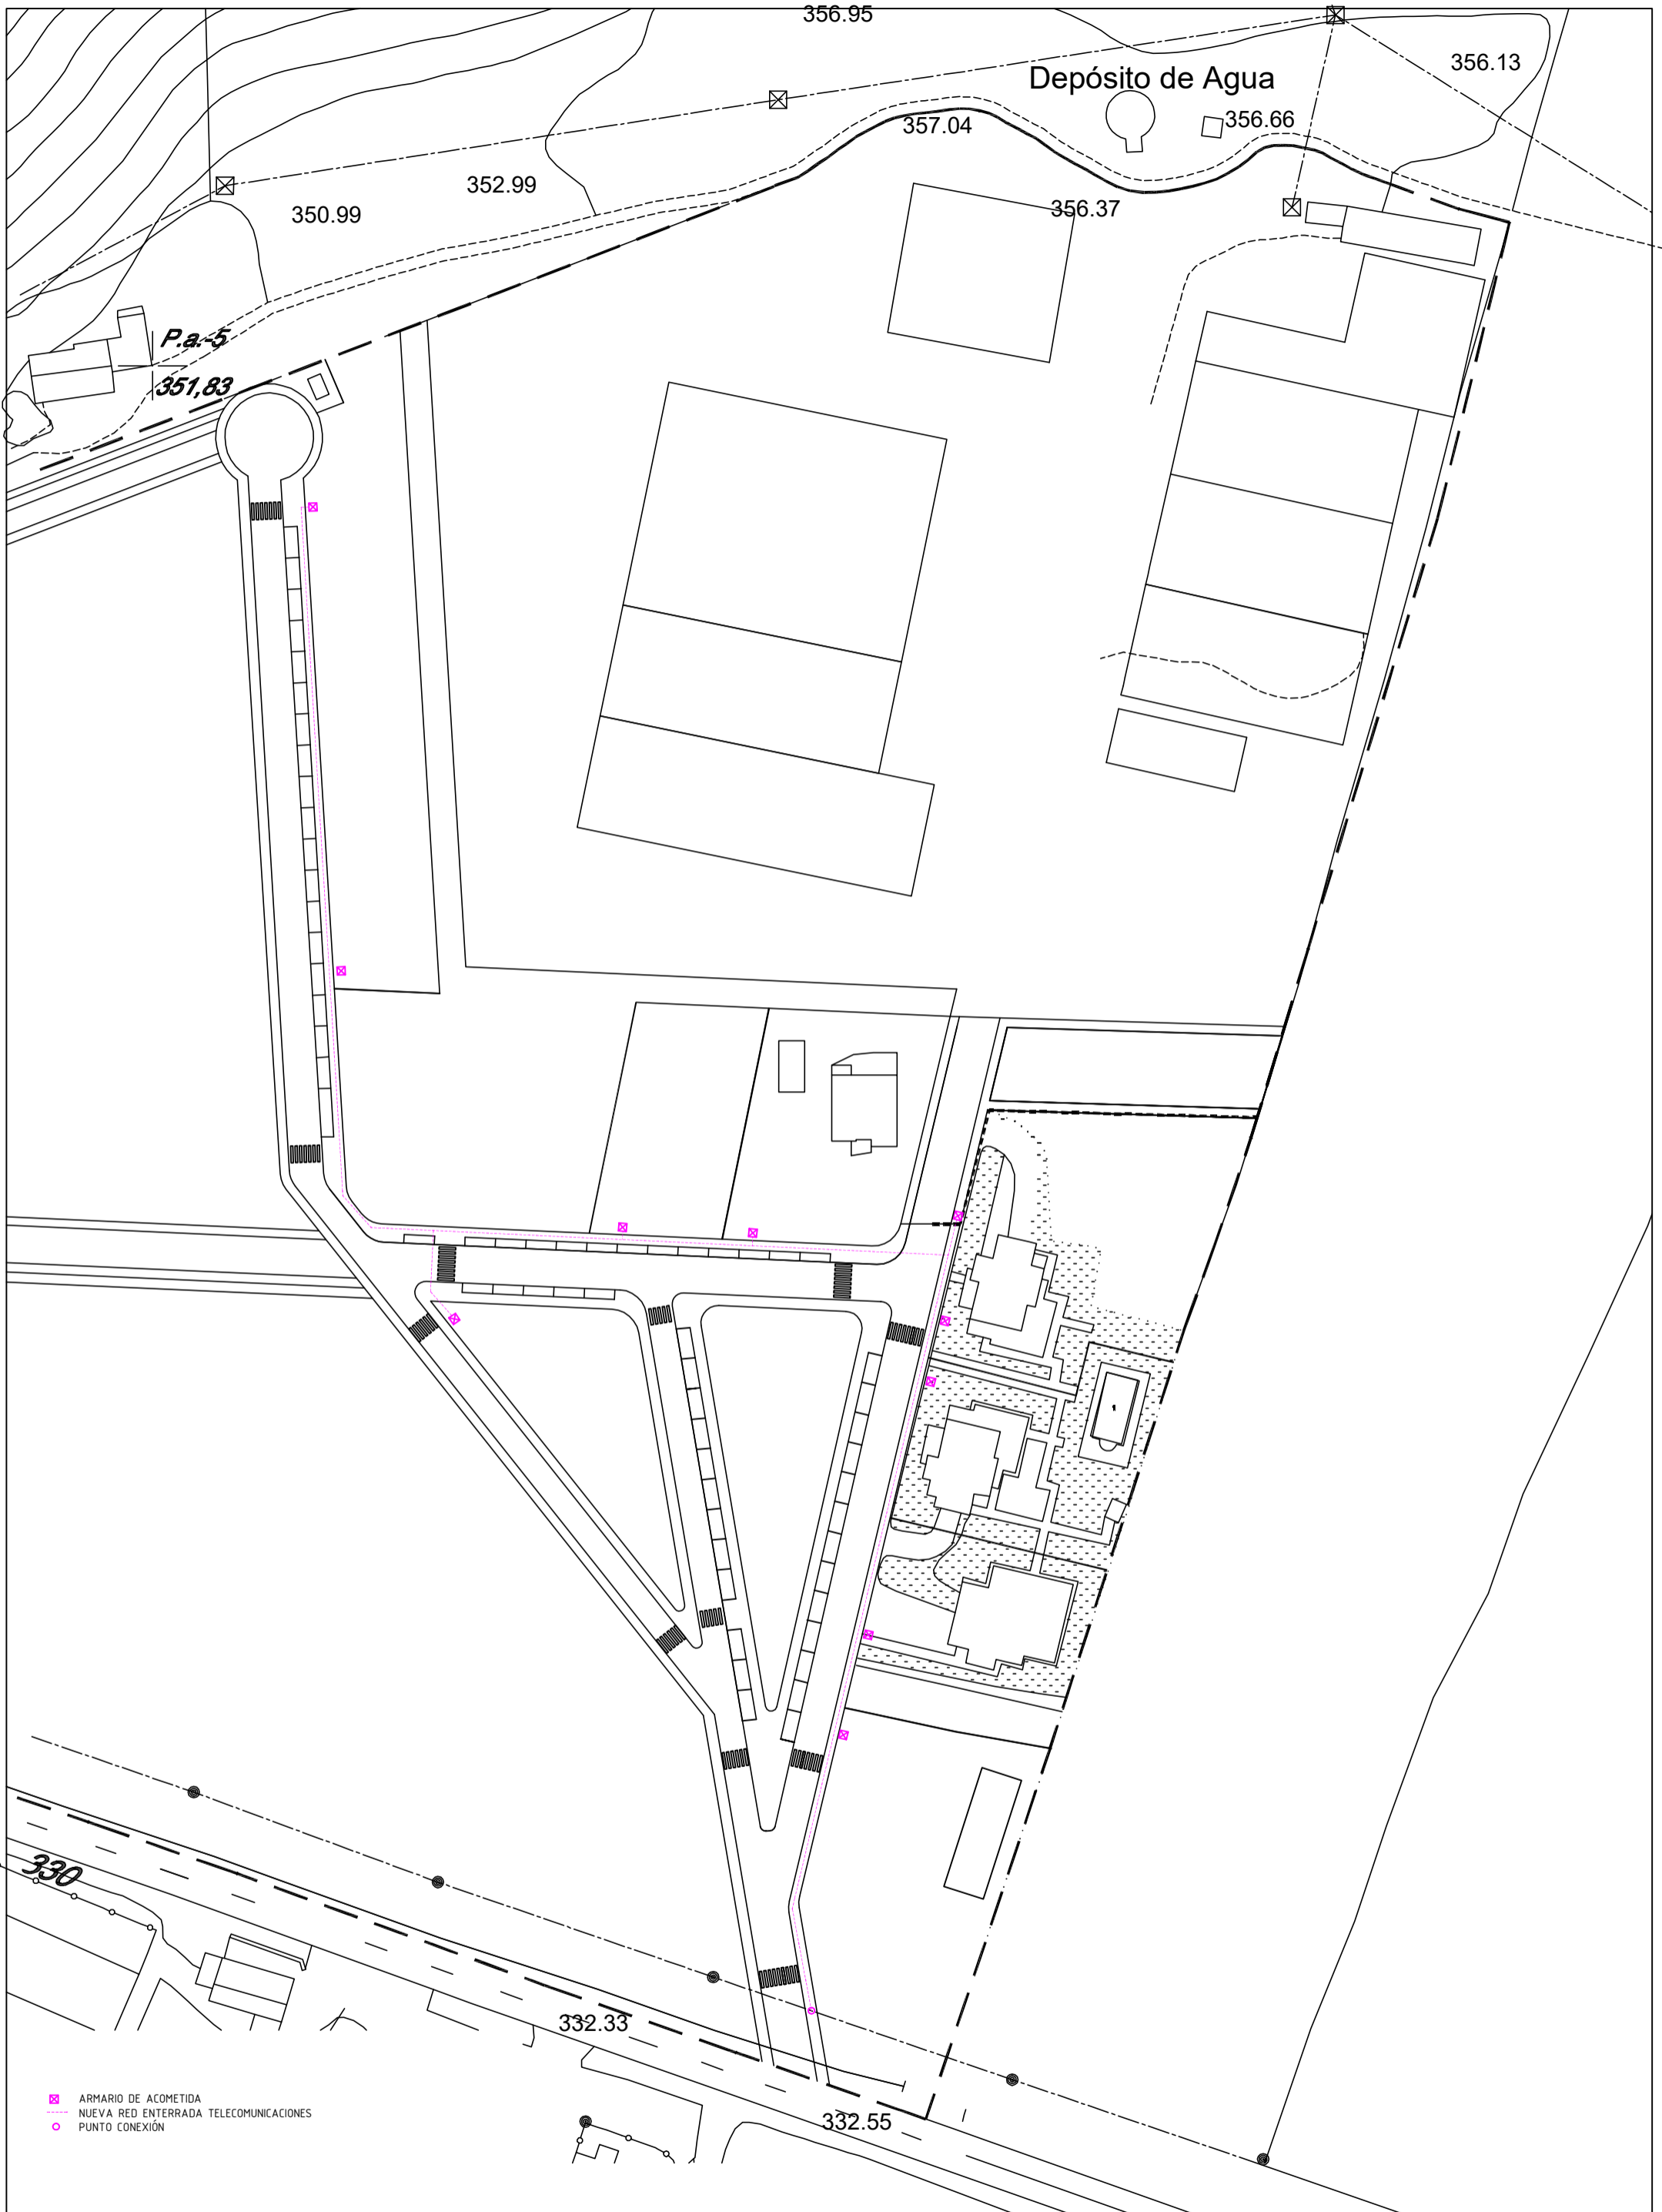 356.95
356.13
Depósito de Agua
357.04
356.66
352.99
350.99
356.37
P.a.-5
351,83
330
332.33
332.55
ARMARIO DE ACOMETIDA
NUEVA RED ENTERRADA TELECOMUNICACIONES
PUNTO CONEXIÓN